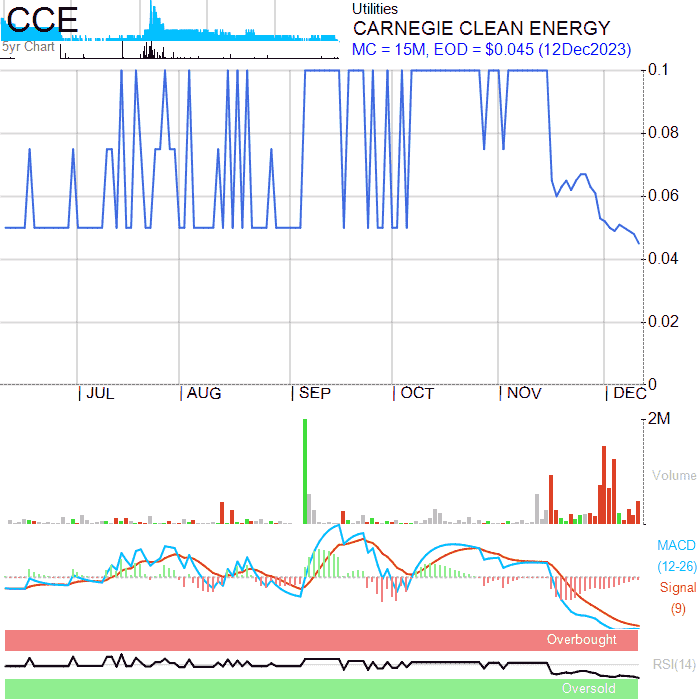 CCE
5yr Chart
Utilities
CARNEGIE CLEAN ENERGY
MC = 15M, EOD = $0.045 (12Dec2023)
0.1
0.08
0.06
0.04
0.02
0
JUL AUG SEP OCT NOV DEC
2M
Volume
MACD
(12-26)
Signal
(9)
Overbought
RSI(14)
Oversold